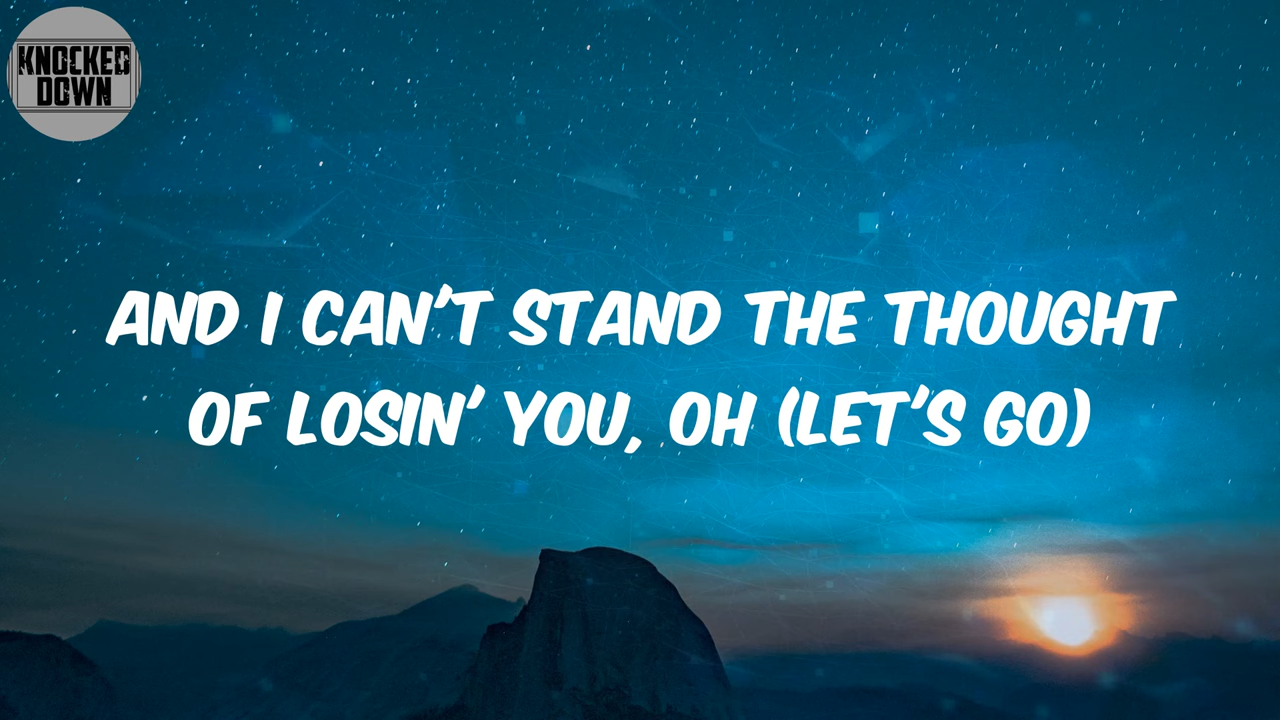 KNOCKED
DOWN
AND I CAN'T STAND THE THOUGHT
OF LOSIN' YOU, OH (LET'S GO)